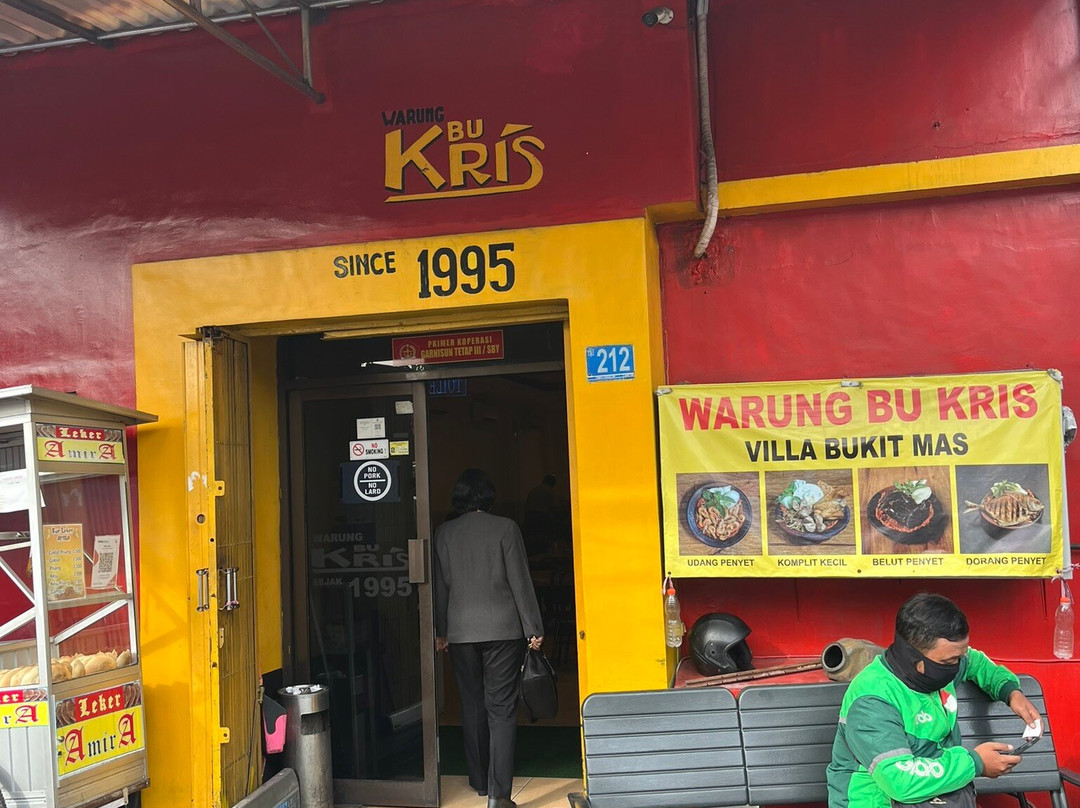 WARUNG
BU
KRIS
SINCE 1995
PRIMER KOPERASI
GARNISUN TETAP III / SBY
212
NO
SMOKING
NO
PORK
NO
LARD
WARUNG
BU
KRIS
SEJAK 1995
Leker
AmirA
Leker
AmirA
WARUNG BU KRIS
VILLA BUKIT MAS
UDANG PENYET
KOMPLIT KECIL
BELUT PENYET
DORANG PENYET
Grab